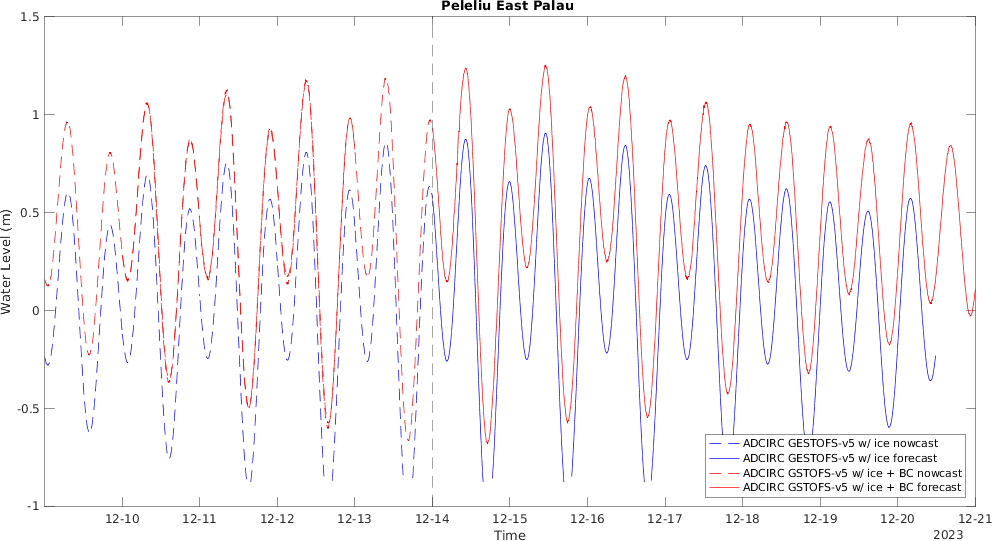 Peleliu East Palau
1.5
1
0.5
0
-0.5
-1
Water Level (m)
ADCIRC GESTOFS-v5 w/ ice nowcast
ADCIRC GESTOFS-v5 w/ ice forecast
ADCIRC GSTOFS-v5 w/ ice + BC nowcast
ADCIRC GSTOFS-v5 w/ ice + BC forecast
12-10 12-11 12-12 12-13 12-14 12-15 12-16 12-17 12-18 12-19 12-20 12-21
Time
2023